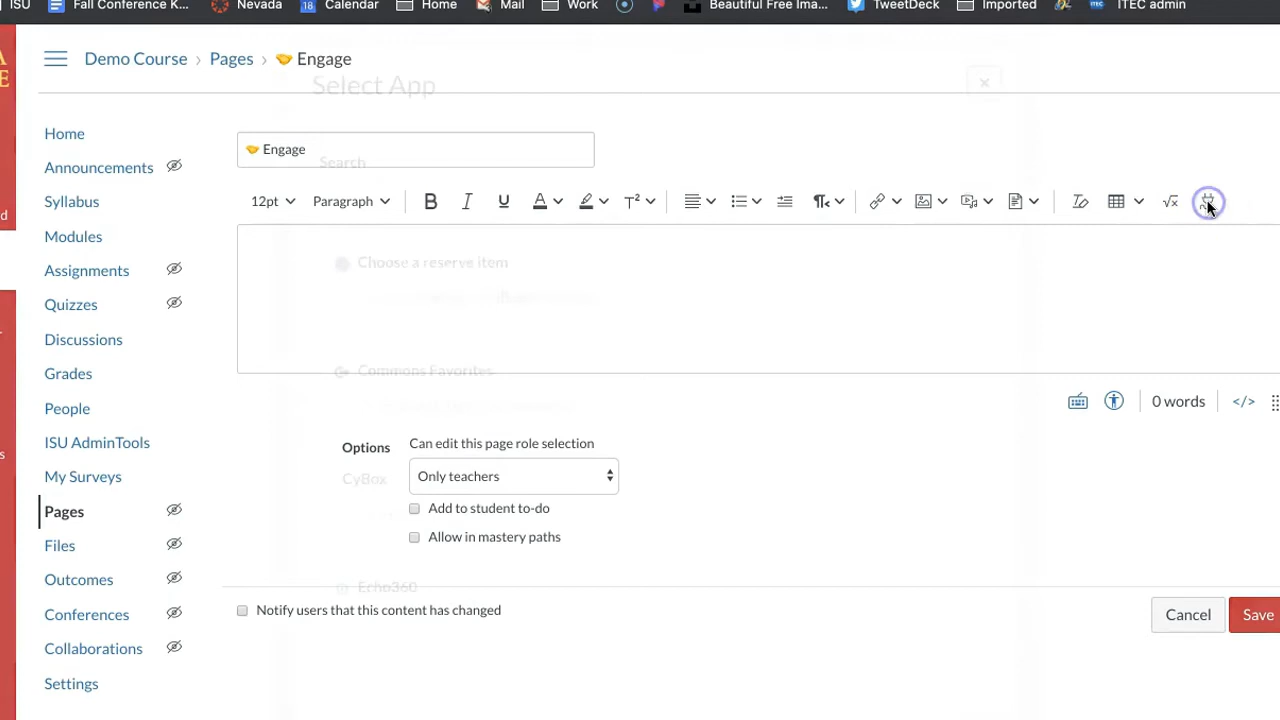 ISU Fall Conference K... Nevada Calendar Home Mail Work Beautiful Free Ima... TweetDeck Imported ITEC admin
Demo Course › Pages › 🤝 Engage
Select App
×
Home
🤝 Engage
Search
Announcements
12pt Paragraph B I U A T² √x
Syllabus
Modules
Choose a reserve item
Assignments
Quizzes
Discussions
Commons Favorites
Grades
People
0 words </>
ISU AdminTools
Options Can edit this page role selection
My Surveys
CyBox
Only teachers
Pages
Add to student to-do
Files
Allow in mastery paths
Outcomes
Echo360
Conferences
Notify users that this content has changed
Cancel Save
Collaborations
Settings